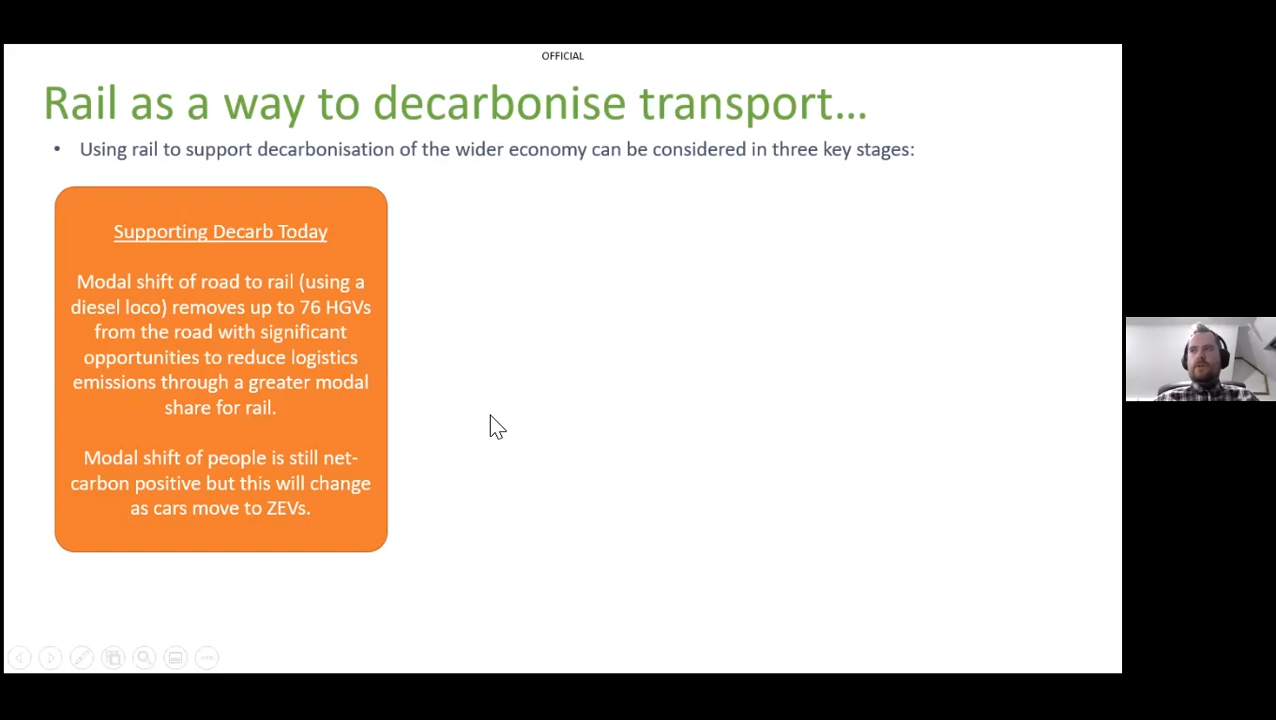 OFFICIAL
Rail as a way to decarbonise transport...
• Using rail to support decarbonisation of the wider economy can be considered in three key stages:
Supporting Decarb Today
Modal shift of road to rail (using a
diesel loco) removes up to 76 HGVs
from the road with significant
opportunities to reduce logistics
emissions through a greater modal
share for rail.
Modal shift of people is still net-
carbon positive but this will change
as cars move to ZEVs.